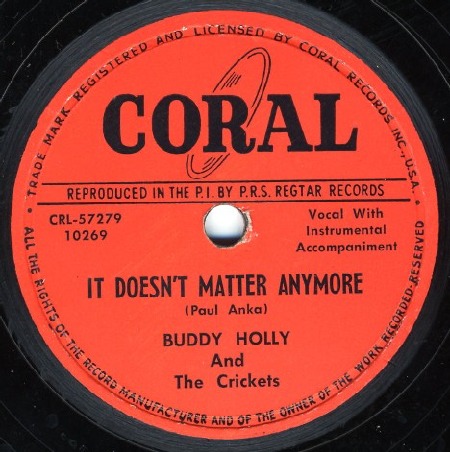 TRADE MARK REGISTERED AND LICENSED BY CORAL RECORDS INC., U.S.A.
CORAL
REPRODUCED IN THE P.I. BY P.R.S. REGTAR RECORDS
CRL-57279
10269
Vocal With
Instrumental
Accompaniment
IT DOESN'T MATTER ANYMORE
(Paul Anka)
BUDDY HOLLY
And
The Crickets
ALL THE RIGHTS OF THE RECORD MANUFACTURER AND OF THE OWNER OF THE WORK RECORDED RESERVED